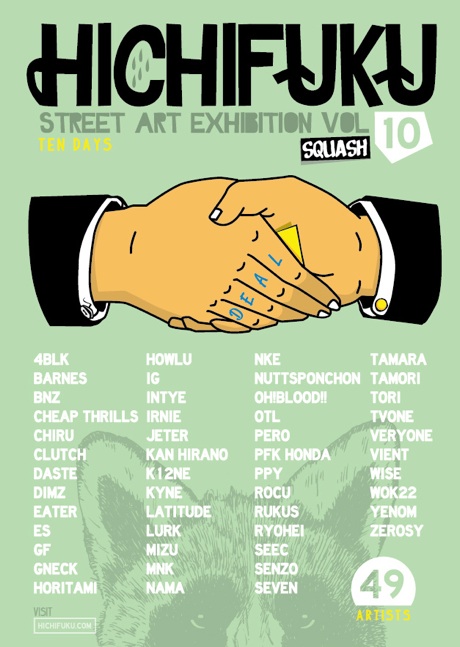 HICHIFUKU
STREET ART EXHIBITION VOL 10
TEN DAYS
SQUASH
DEAL
4BLK
BARNES
BNZ
CHEAP THRILLS
CHIRU
CLUTCH
DASTE
DIMZ
EATER
ES
GF
GNECK
HORITAMI
HOWLU
IG
INTYE
IRNIE
JETER
KAN HIRANO
K12NE
KYNE
LATITUDE
LURK
MIZU
MNK
NAMA
NKE
NUTTSPONCHON
OH!BLOOD!!
OTL
PERO
PFK HONDA
PPY
ROCU
RUKUS
RYOHEI
SEEC
SENZO
SEVEN
TAMARA
TAMORI
TORI
TVONE
VERYONE
VIENT
WISE
WOK22
YENOM
ZEROSY
49
ARTISTS
VISIT
HICHIFUKU.COM